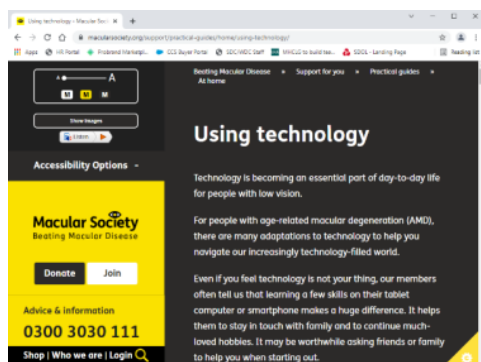 Using technology - Macular Soci
macularsociety.org/support/practical-guides/home/using-technology/
Apps
HR Portal
CCS Buyer Portal
SDC/WDC Staff
SDCL - Landing Page
Reading list
A A
M M M
Show Images
Listen
Accessibility Options
Macular Society
Beating Macular Disease
Donate Join
Advice & information
0300 3030 111
Shop | Who we are | Login
Beating Macular Disease » Support for you » Practical guides »
At home
Using technology
Technology is becoming an essential part of day-to-day life
for people with low vision.
For people with age-related macular degeneration (AMD),
there are many adaptations to technology to help you
navigate our increasingly technology-filled world.
Even if you feel technology is not your thing, our members
often tell us that learning a few skills on their tablet
computer or smartphone makes a huge difference. It helps
them to stay in touch with family and to continue much-
loved hobbies. It may be worthwhile asking friends or family
to help you when starting out.